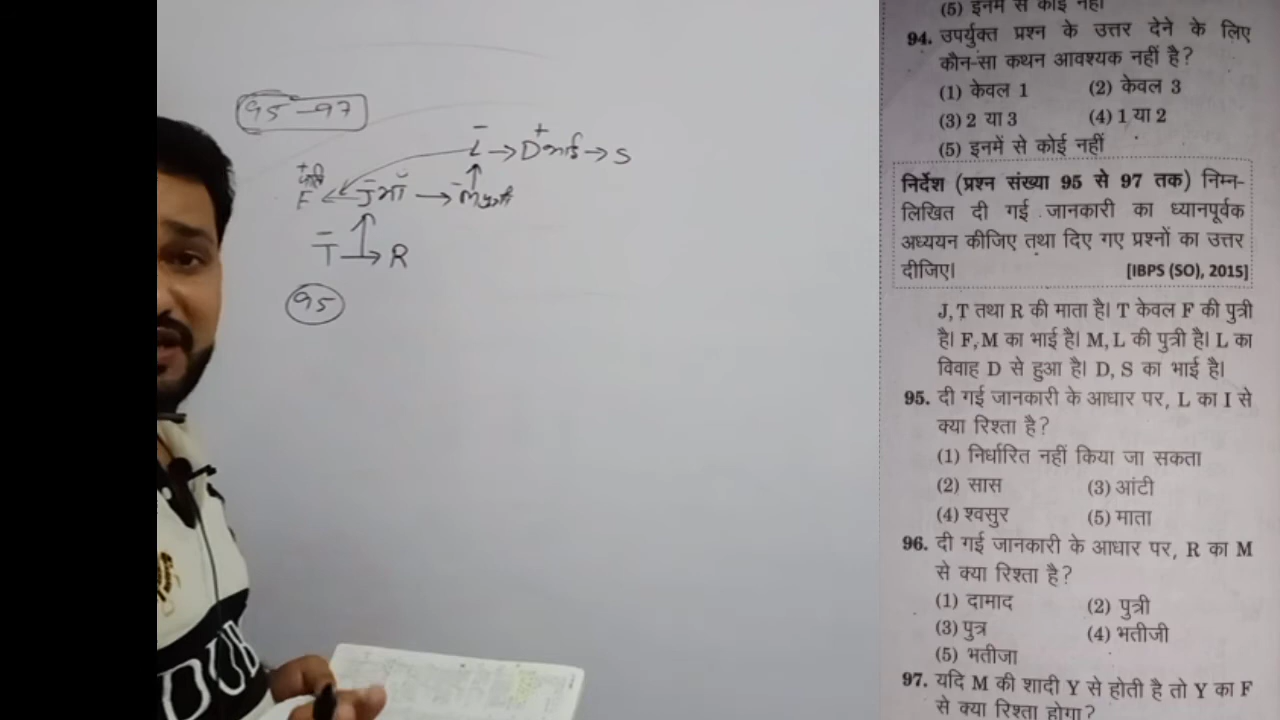 95-97
L → D भाई → S
+ पति
F ← J माँ → M पुत्री
T → R
95
(5) इनमें से कोई नहीं
94. उपर्युक्त प्रश्न के उत्तर देने के लिए
कौन-सा कथन आवश्यक नहीं है?
(1) केवल 1 (2) केवल 3
(3) 2 या 3 (4) 1 या 2
(5) इनमें से कोई नहीं
निर्देश (प्रश्न संख्या 95 से 97 तक) निम्न-
लिखित दी गई जानकारी का ध्यानपूर्वक
अध्ययन कीजिए तथा दिए गए प्रश्नों का उत्तर
दीजिए। [IBPS (SO), 2015]
J, T तथा R की माता है। T केवल F की पुत्री
है। F, M का भाई है। M, L की पुत्री है। L का
विवाह D से हुआ है। D, S का भाई है।
95. दी गई जानकारी के आधार पर, L का I से
क्या रिश्ता है?
(1) निर्धारित नहीं किया जा सकता
(2) सास (3) आंटी
(4) श्वसुर (5) माता
96. दी गई जानकारी के आधार पर, R का M
से क्या रिश्ता है?
(1) दामाद (2) पुत्री
(3) पुत्र (4) भतीजी
(5) भतीजा
97. यदि M की शादी Y से होती है तो Y का F
से क्या रिश्ता होगा?